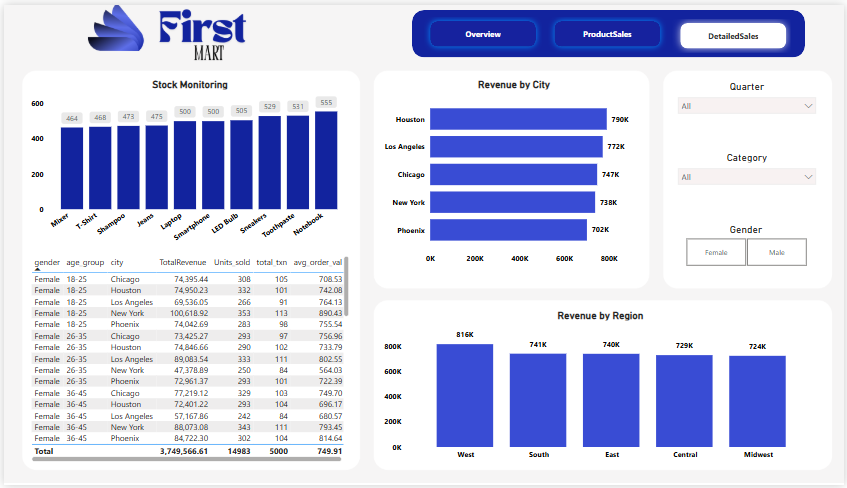 First
MART
Overview
ProductSales
DetailedSales
Stock Monitoring
600
400
200
0
464
468
473
475
500
500
505
529
531
555
Mixer
T-Shirt
Shampoo
Jeans
Laptop
Smartphone
LED Bulb
Sneakers
Toothpaste
Notebook
gender age_group city TotalRevenue Units_sold total_txn avg_order_val
Female 18-25 Chicago 74,395.44 308 105 708.53
Female 18-25 Houston 74,950.23 332 101 742.08
Female 18-25 Los Angeles 69,536.05 266 91 764.13
Female 18-25 New York 100,618.92 353 113 890.43
Female 18-25 Phoenix 74,042.69 283 98 755.54
Female 26-35 Chicago 73,425.27 293 97 756.96
Female 26-35 Houston 74,846.66 290 102 733.79
Female 26-35 Los Angeles 89,083.54 333 111 802.55
Female 26-35 New York 47,378.89 250 84 564.03
Female 26-35 Phoenix 72,961.37 293 101 722.39
Female 36-45 Chicago 77,219.12 329 103 749.70
Female 36-45 Houston 72,401.22 293 104 696.17
Female 36-45 Los Angeles 57,167.86 242 84 680.57
Female 36-45 New York 88,073.08 343 111 793.45
Female 36-45 Phoenix 84,722.30 302 104 814.64
Total 3,749,566.61 14983 5000 749.91
Revenue by City
Houston 790K
Los Angeles 772K
Chicago 747K
New York 738K
Phoenix 702K
0K 200K 400K 600K 800K
Quarter
All
Category
All
Gender
Female Male
Revenue by Region
800K
600K
400K
200K
0K
816K
741K
740K
729K
724K
West
South
East
Central
Midwest